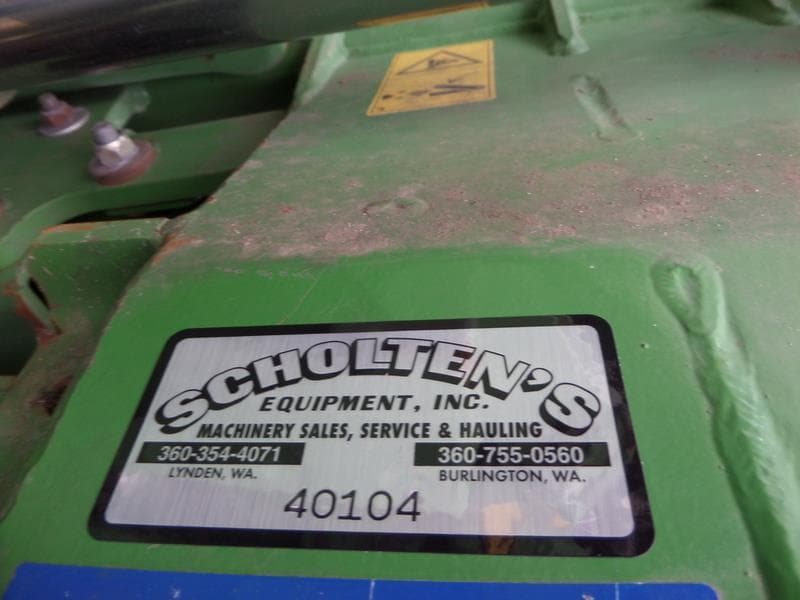 SCHOLTEN'S
EQUIPMENT, INC.
MACHINERY SALES, SERVICE & HAULING
360-354-4071
LYNDEN, WA.
360-755-0560
BURLINGTON, WA.
40104